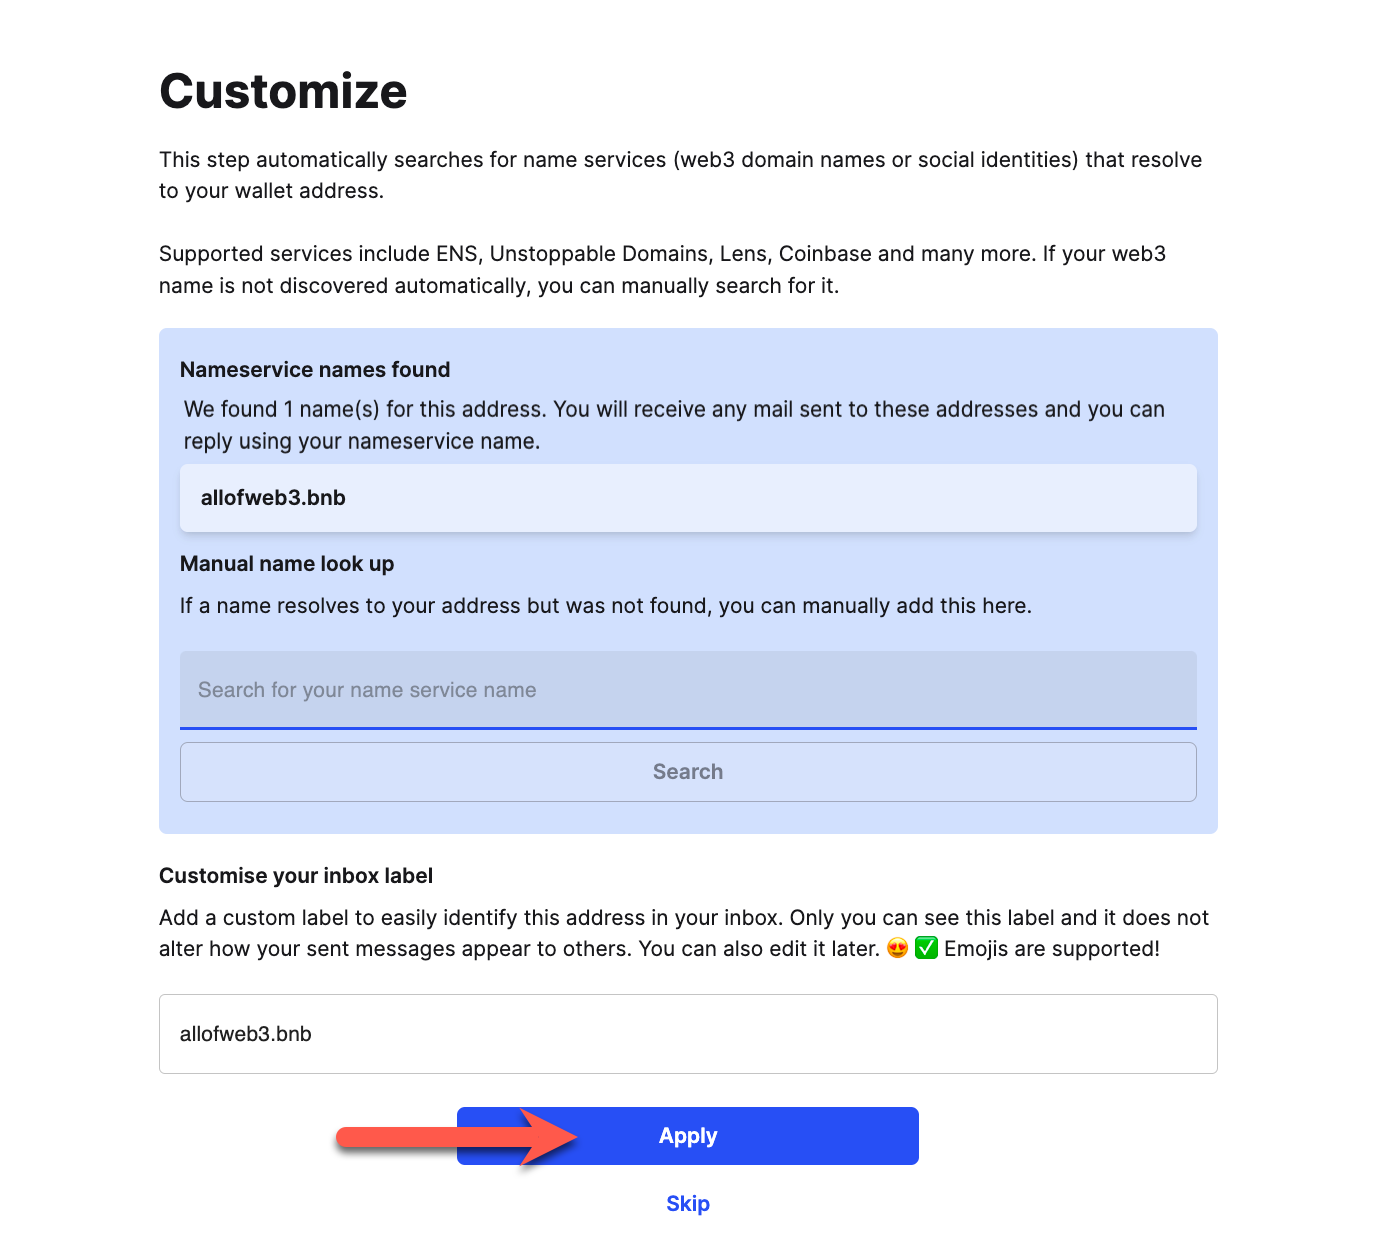 Customize
This step automatically searches for name services (web3 domain names or social identities) that resolve
to your wallet address.
Supported services include ENS, Unstoppable Domains, Lens, Coinbase and many more. If your web3
name is not discovered automatically, you can manually search for it.
Nameservice names found
We found 1 name(s) for this address. You will receive any mail sent to these addresses and you can
reply using your nameservice name.
allofweb3.bnb
Manual name look up
If a name resolves to your address but was not found, you can manually add this here.
Search for your name service name
Search
Customise your inbox label
Add a custom label to easily identify this address in your inbox. Only you can see this label and it does not
alter how your sent messages appear to others. You can also edit it later. 😍 ✅ Emojis are supported!
allofweb3.bnb
Apply
Skip